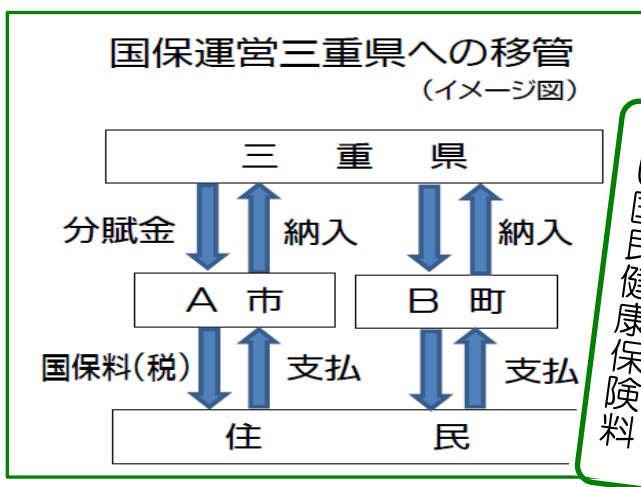 国保運営三重県への移管
(イメージ図)
三重県
分賦金
納入
納入
A市
B町
国保料(税)
支払
支払
住民
国民健康保険料